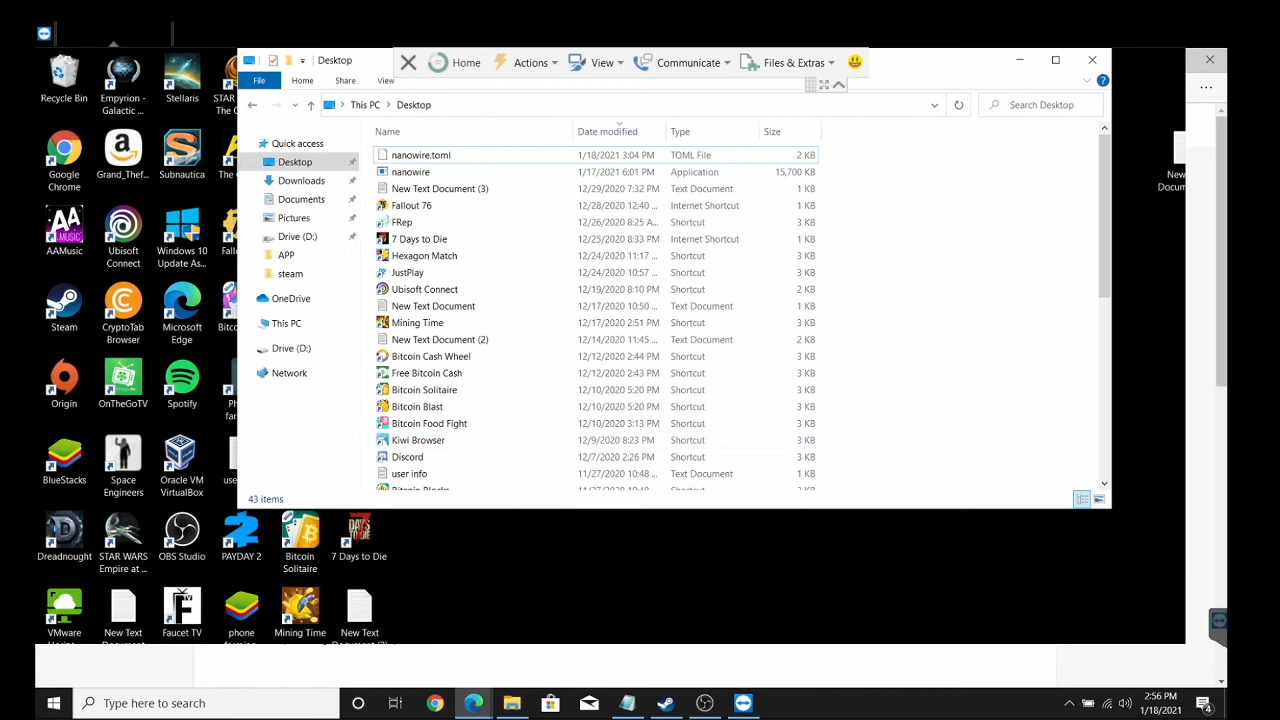 Desktop
Home
Actions
View
Communicate
Files & Extras
File
Home
Share
View
This PC
Desktop
Search Desktop
Quick access
Desktop
Downloads
Documents
Pictures
Drive (D:)
APP
steam
OneDrive
This PC
Drive (D:)
Network
Name Date modified Type Size
nanowire.toml 1/18/2021 3:04 PM TOML File 2 KB
nanowire 1/17/2021 6:01 PM Application 15,700 KB
New Text Document (3) 12/29/2020 7:32 PM Text Document 1 KB
Fallout 76 12/28/2020 12:40 ... Internet Shortcut 1 KB
FRep 12/26/2020 8:25 A... Shortcut 3 KB
7 Days to Die 12/25/2020 8:33 PM Internet Shortcut 1 KB
Hexagon Match 12/24/2020 11:17 ... Shortcut 3 KB
JustPlay 12/24/2020 10:57 ... Shortcut 3 KB
Ubisoft Connect 12/19/2020 8:10 PM Shortcut 2 KB
New Text Document 12/17/2020 10:50 ... Text Document 1 KB
Mining Time 12/17/2020 2:51 PM Shortcut 3 KB
New Text Document (2) 12/14/2020 11:45 ... Text Document 2 KB
Bitcoin Cash Wheel 12/12/2020 2:44 PM Shortcut 3 KB
Free Bitcoin Cash 12/12/2020 2:43 PM Shortcut 3 KB
Bitcoin Solitaire 12/10/2020 5:20 PM Shortcut 3 KB
Bitcoin Blast 12/10/2020 5:20 PM Shortcut 3 KB
Bitcoin Food Fight 12/10/2020 3:13 PM Shortcut 3 KB
Kiwi Browser 12/9/2020 8:23 PM Shortcut 3 KB
Discord 12/7/2020 2:26 PM Shortcut 3 KB
user info 11/27/2020 10:48 ... Text Document 1 KB
Bitcoin Blocks 11/27/2020 10:48 ... Shortcut 3 KB
43 items
Recycle Bin
Empyrion -
Galactic ...
Stellaris
STAR
Google
Chrome
Grand_Thef...
Subnautica
AAMusic
Ubisoft
Connect
Windows 10
Update As...
Fal
Steam
CryptoTab
Browser
Microsoft
Edge
Bitc
Origin
OnTheGoTV
Spotify
Ph
far
BlueStacks
Space
Engineers
Oracle VM
VirtualBox
Dreadnought
STAR WARS
Empire at ...
OBS Studio
PAYDAY 2
Bitcoin
Solitaire
7 Days to Die
VMware
New Text
Faucet TV
phone
farming
Mining Time
New Text
New
Docum
Type here to search
2:56 PM
1/18/2021
4